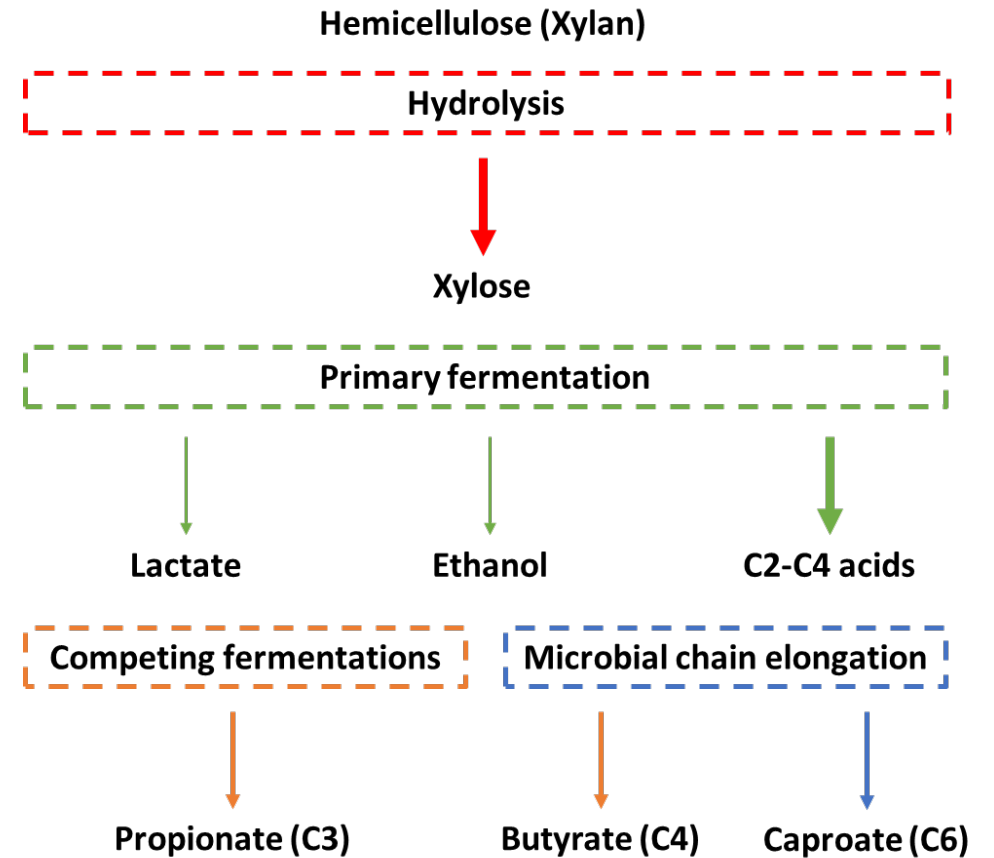 Hemicellulose (Xylan)
Hydrolysis
Xylose
Primary fermentation
Lactate
Ethanol
C2-C4 acids
Competing fermentations
Microbial chain elongation
Propionate (C3)
Butyrate (C4)
Caproate (C6)